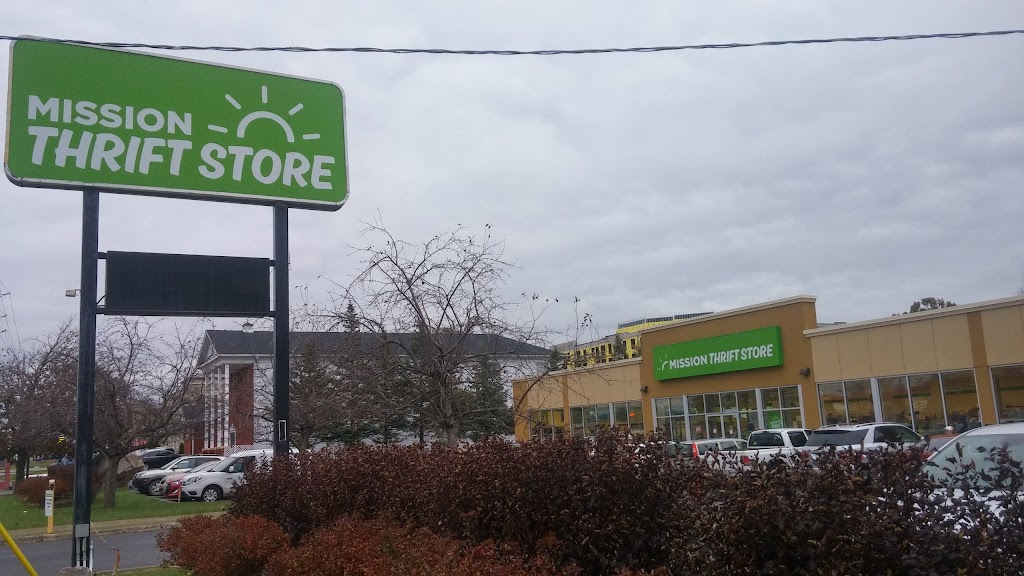 MISSION
THRIFT STORE
MISSION THRIFT STORE